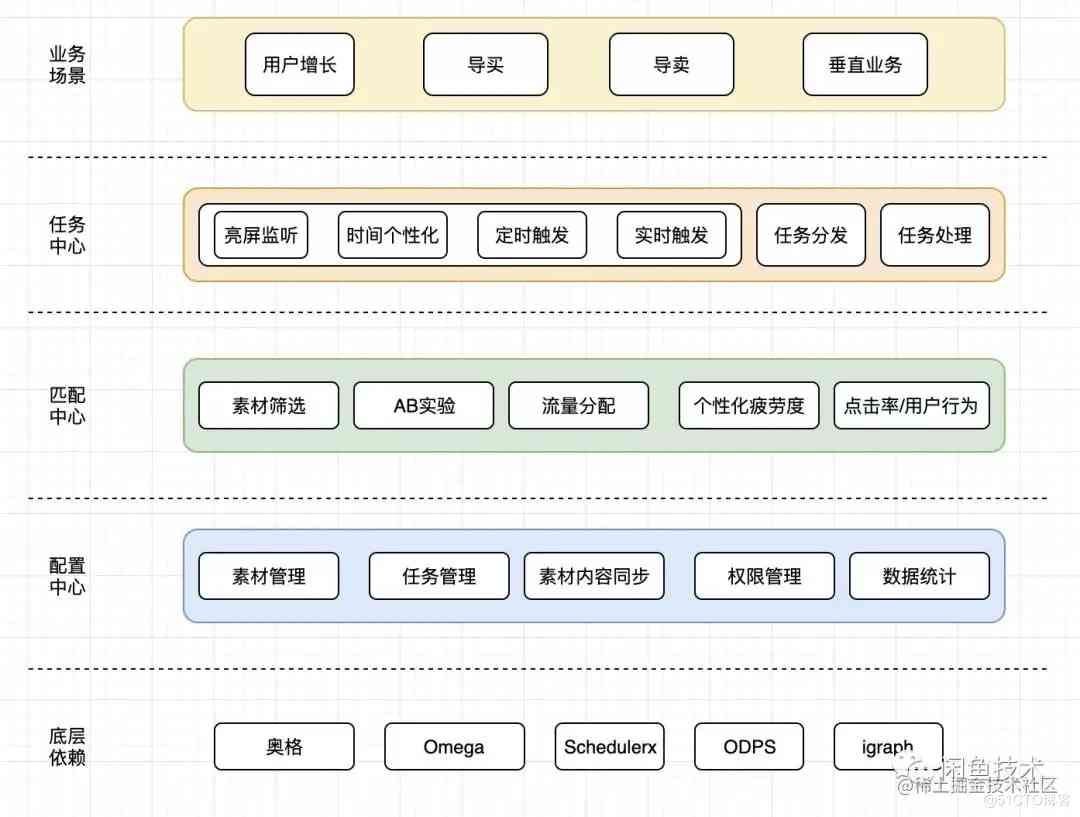 业务
场景
用户增长
导买
导卖
垂直业务
任务
中心
亮屏监听
时间个性化
定时触发
实时触发
任务分发
任务处理
匹配
中心
素材筛选
AB实验
流量分配
个性化疲劳度
点击率/用户行为
配置
中心
素材管理
任务管理
素材内容同步
权限管理
数据统计
底层
依赖
奥格
Omega
Schedulerx
ODPS
igraph
闲鱼技术
@稀土掘金技术社区
@51CTO博客